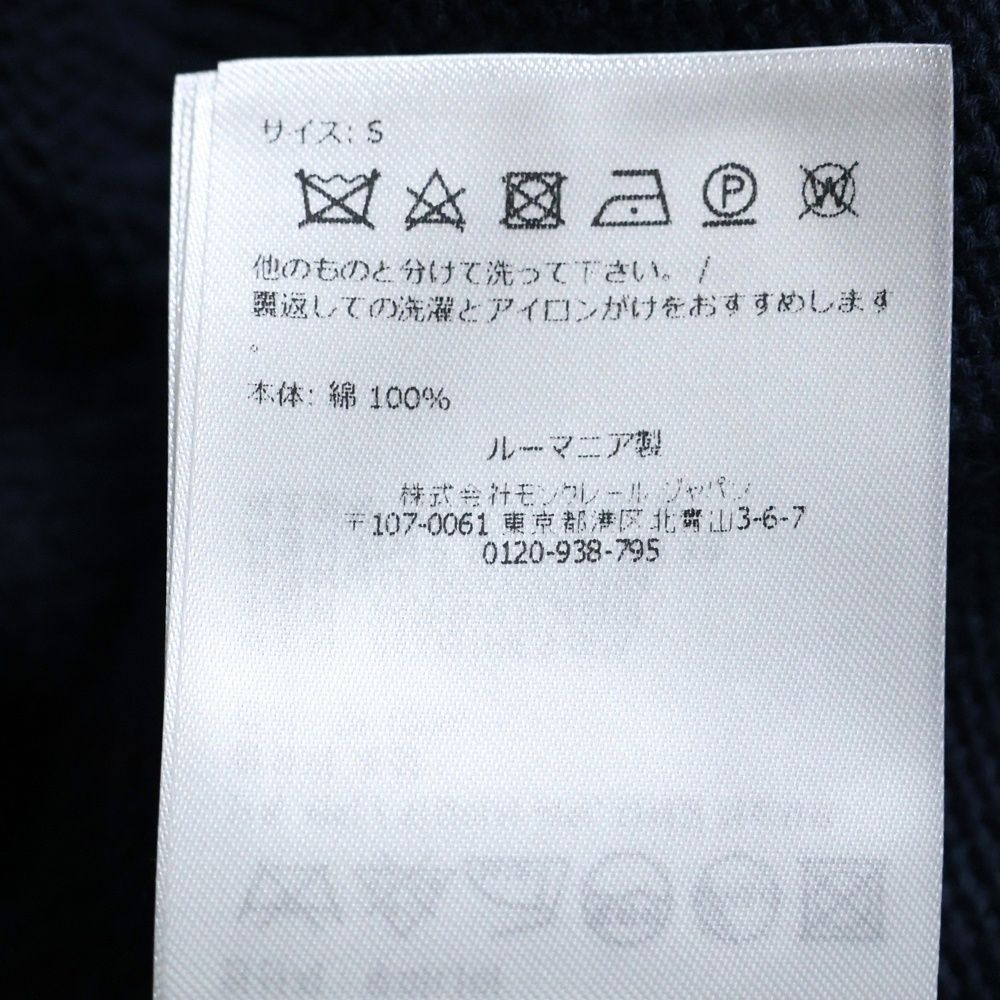 サイズ: S
P
W
他のものと分けて洗って下さい。 /
裏返しての洗濯とアイロンがけをおすすめします
。
本体: 綿 100%
ルーマニア製
株式会社モンクレール ジャパン
〒107-0061 東京都港区北青山3-6-7
0120-938-795